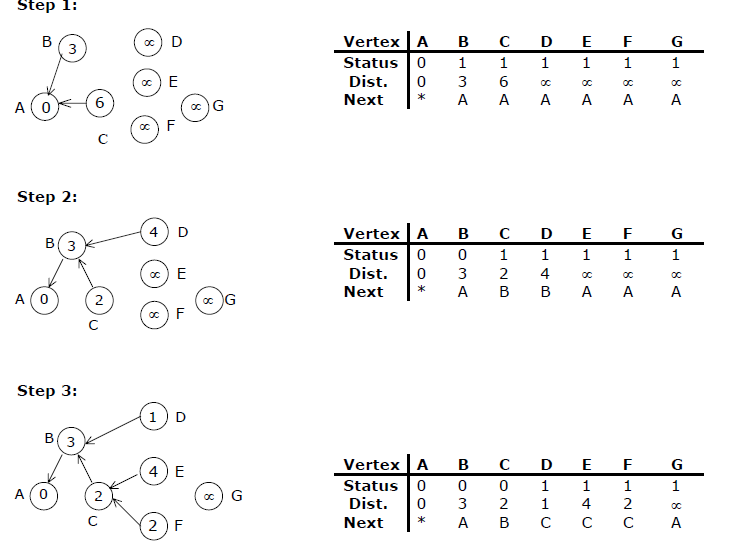 Step 1:
B 3 ∞ D
∞ E
A 0 6 ∞ G
∞ F
C
Vertex A B C D E F G
Status 0 1 1 1 1 1 1
Dist. 0 3 6 ∞ ∞ ∞ ∞
Next * A A A A A A
Step 2:
4 D
B 3
∞ E
A 0 2 ∞ G
∞ F
C
Vertex A B C D E F G
Status 0 0 1 1 1 1 1
Dist. 0 3 2 4 ∞ ∞ ∞
Next * A B B A A A
Step 3:
1 D
B 3
4 E
A 0 2 ∞ G
C
2 F
Vertex A B C D E F G
Status 0 0 0 1 1 1 1
Dist. 0 3 2 1 4 2 ∞
Next * A B C C C A